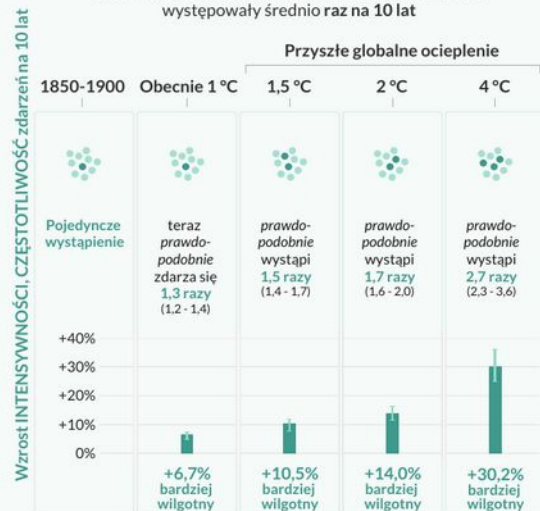 występowały średnio raz na 10 lat
Przyszłe globalne ocieplenie
1850-1900 Obecnie 1 °C 1,5 °C 2 °C 4 °C
Wzrost INTENSYWNOŚCI, CZĘSTOTLIWOŚĆ zdarzeń na 10 lat
Pojedyncze
wystąpienie
teraz
prawdo-
podobnie
zdarza się
1,3 razy
(1,2 - 1,4)
prawdo-
podobnie
wystąpi
1,5 razy
(1,4 - 1,7)
prawdo-
podobnie
wystąpi
1,7 razy
(1,6 - 2,0)
prawdo-
podobnie
wystąpi
2,7 razy
(2,3 - 3,6)
+40%
+30%
+20%
+10%
0%
+6,7%
bardziej
wilgotny
+10,5%
bardziej
wilgotny
+14,0%
bardziej
wilgotny
+30,2%
bardziej
wilgotny